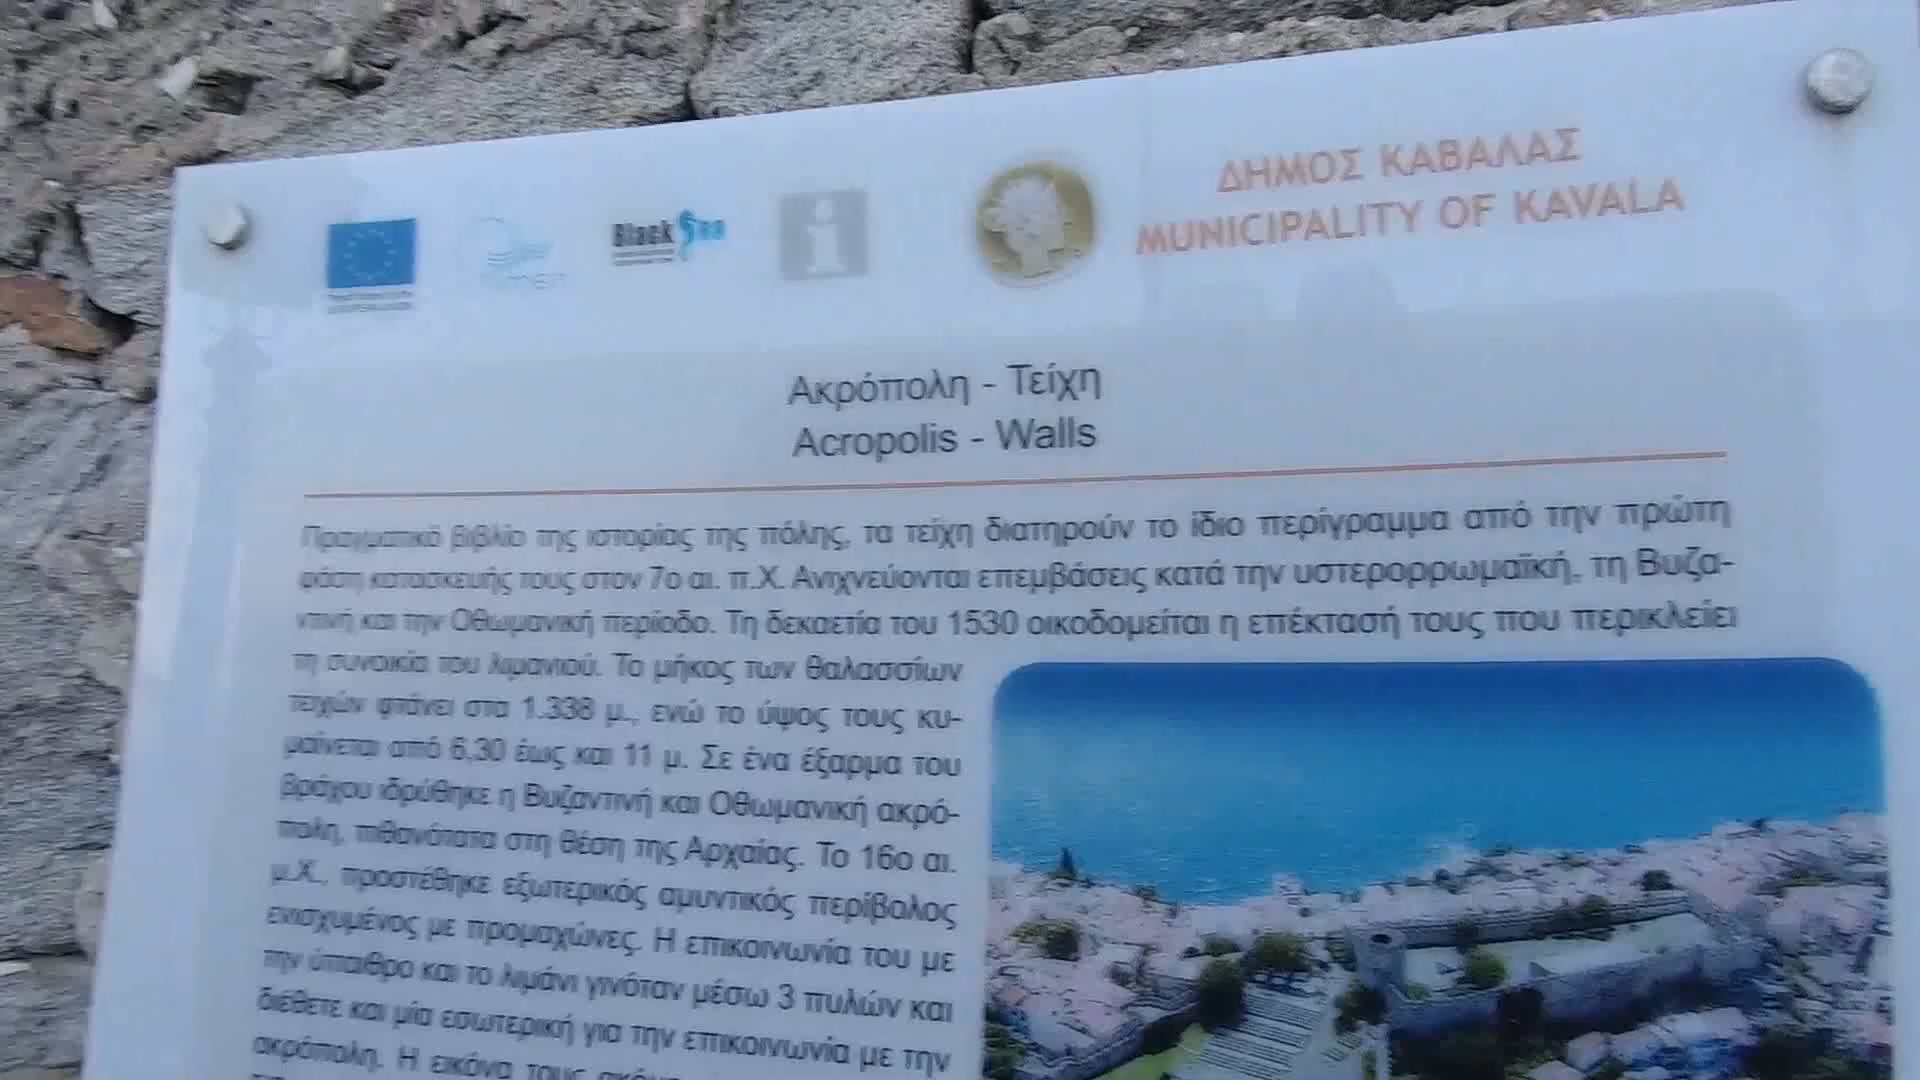 Black Sea
ΔΗΜΟΣ ΚΑΒΑΛΑΣ
MUNICIPALITY OF KAVALA
Ακρόπολη - Τείχη
Acropolis - Walls
Πραγματικό βιβλίο της ιστορίας της πόλης, τα τείχη διατηρούν το ίδιο περίγραμμα από την πρώτη
φάση κατασκευής τους στον 7ο αι. π.Χ. Ανιχνεύονται επεμβάσεις κατά την υστερορρωμαϊκή, τη Βυζα-
ντινή και την Οθωμανική περίοδο. Τη δεκαετία του 1530 οικοδομείται η επέκτασή τους που περικλείει
τη συνοικία του λιμανιού. Το μήκος των θαλασσίων
τειχών φτάνει στα 1.338 μ., ενώ το ύψος τους κυ-
μαίνεται από 6,30 έως και 11 μ. Σε ένα έξαρμα του
βράχου ιδρύθηκε η Βυζαντινή και Οθωμανική ακρό-
πολη, πιθανότατα στη θέση της Αρχαίας. Το 16ο αι.
μ.Χ., προστέθηκε εξωτερικός αμυντικός περίβολος
ενισχυμένος με προμαχώνες. Η επικοινωνία του με
την ύπαιθρο και το λιμάνι γινόταν μέσω 3 πυλών και
διέθετε και μία εσωτερική για την επικοινωνία με την
ακρόπολη. Η εικόνα τους